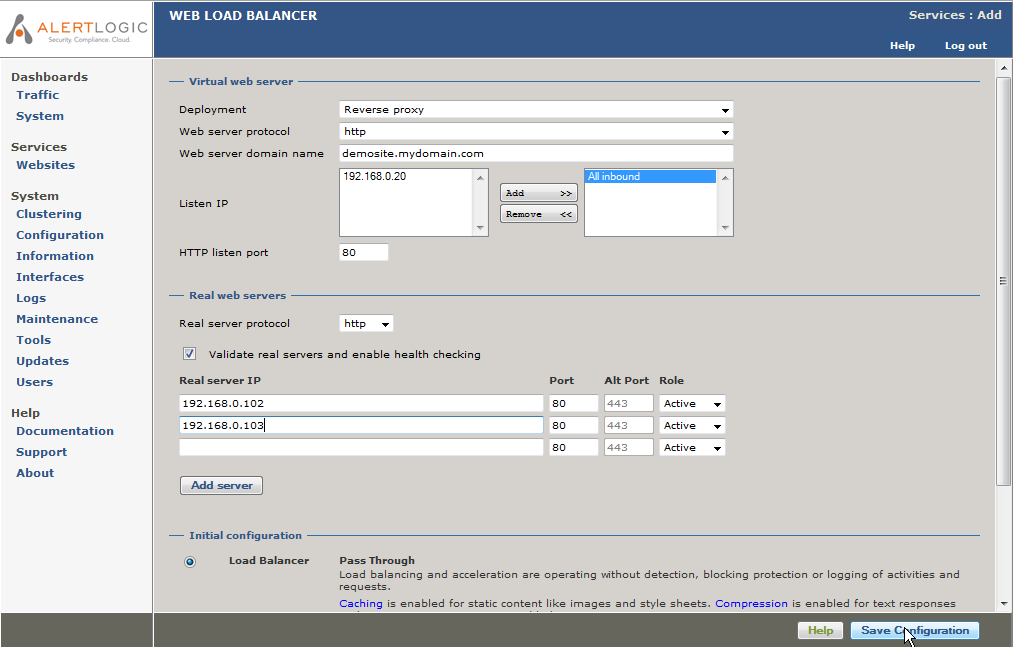 ALERTLOGIC
Security. Compliance. Cloud.
WEB LOAD BALANCER
Services : Add
Help Log out
Dashboards
Traffic
System
Services
Websites
System
Clustering
Configuration
Information
Interfaces
Logs
Maintenance
Tools
Updates
Users
Help
Documentation
Support
About
Virtual web server
Deployment Reverse proxy
Web server protocol http
Web server domain name demosite.mydomain.com
Listen IP 192.168.0.20 Add >> Remove << All inbound
HTTP listen port 80
Real web servers
Real server protocol http
Validate real servers and enable health checking
Real server IP Port Alt Port Role
192.168.0.102 80 443 Active
192.168.0.103 80 443 Active
80 443 Active
Add server
Initial configuration
Load Balancer Pass Through
Load balancing and acceleration are operating without detection, blocking protection or logging of activities and
requests.
Caching is enabled for static content like images and style sheets. Compression is enabled for text responses
Help Save Configuration